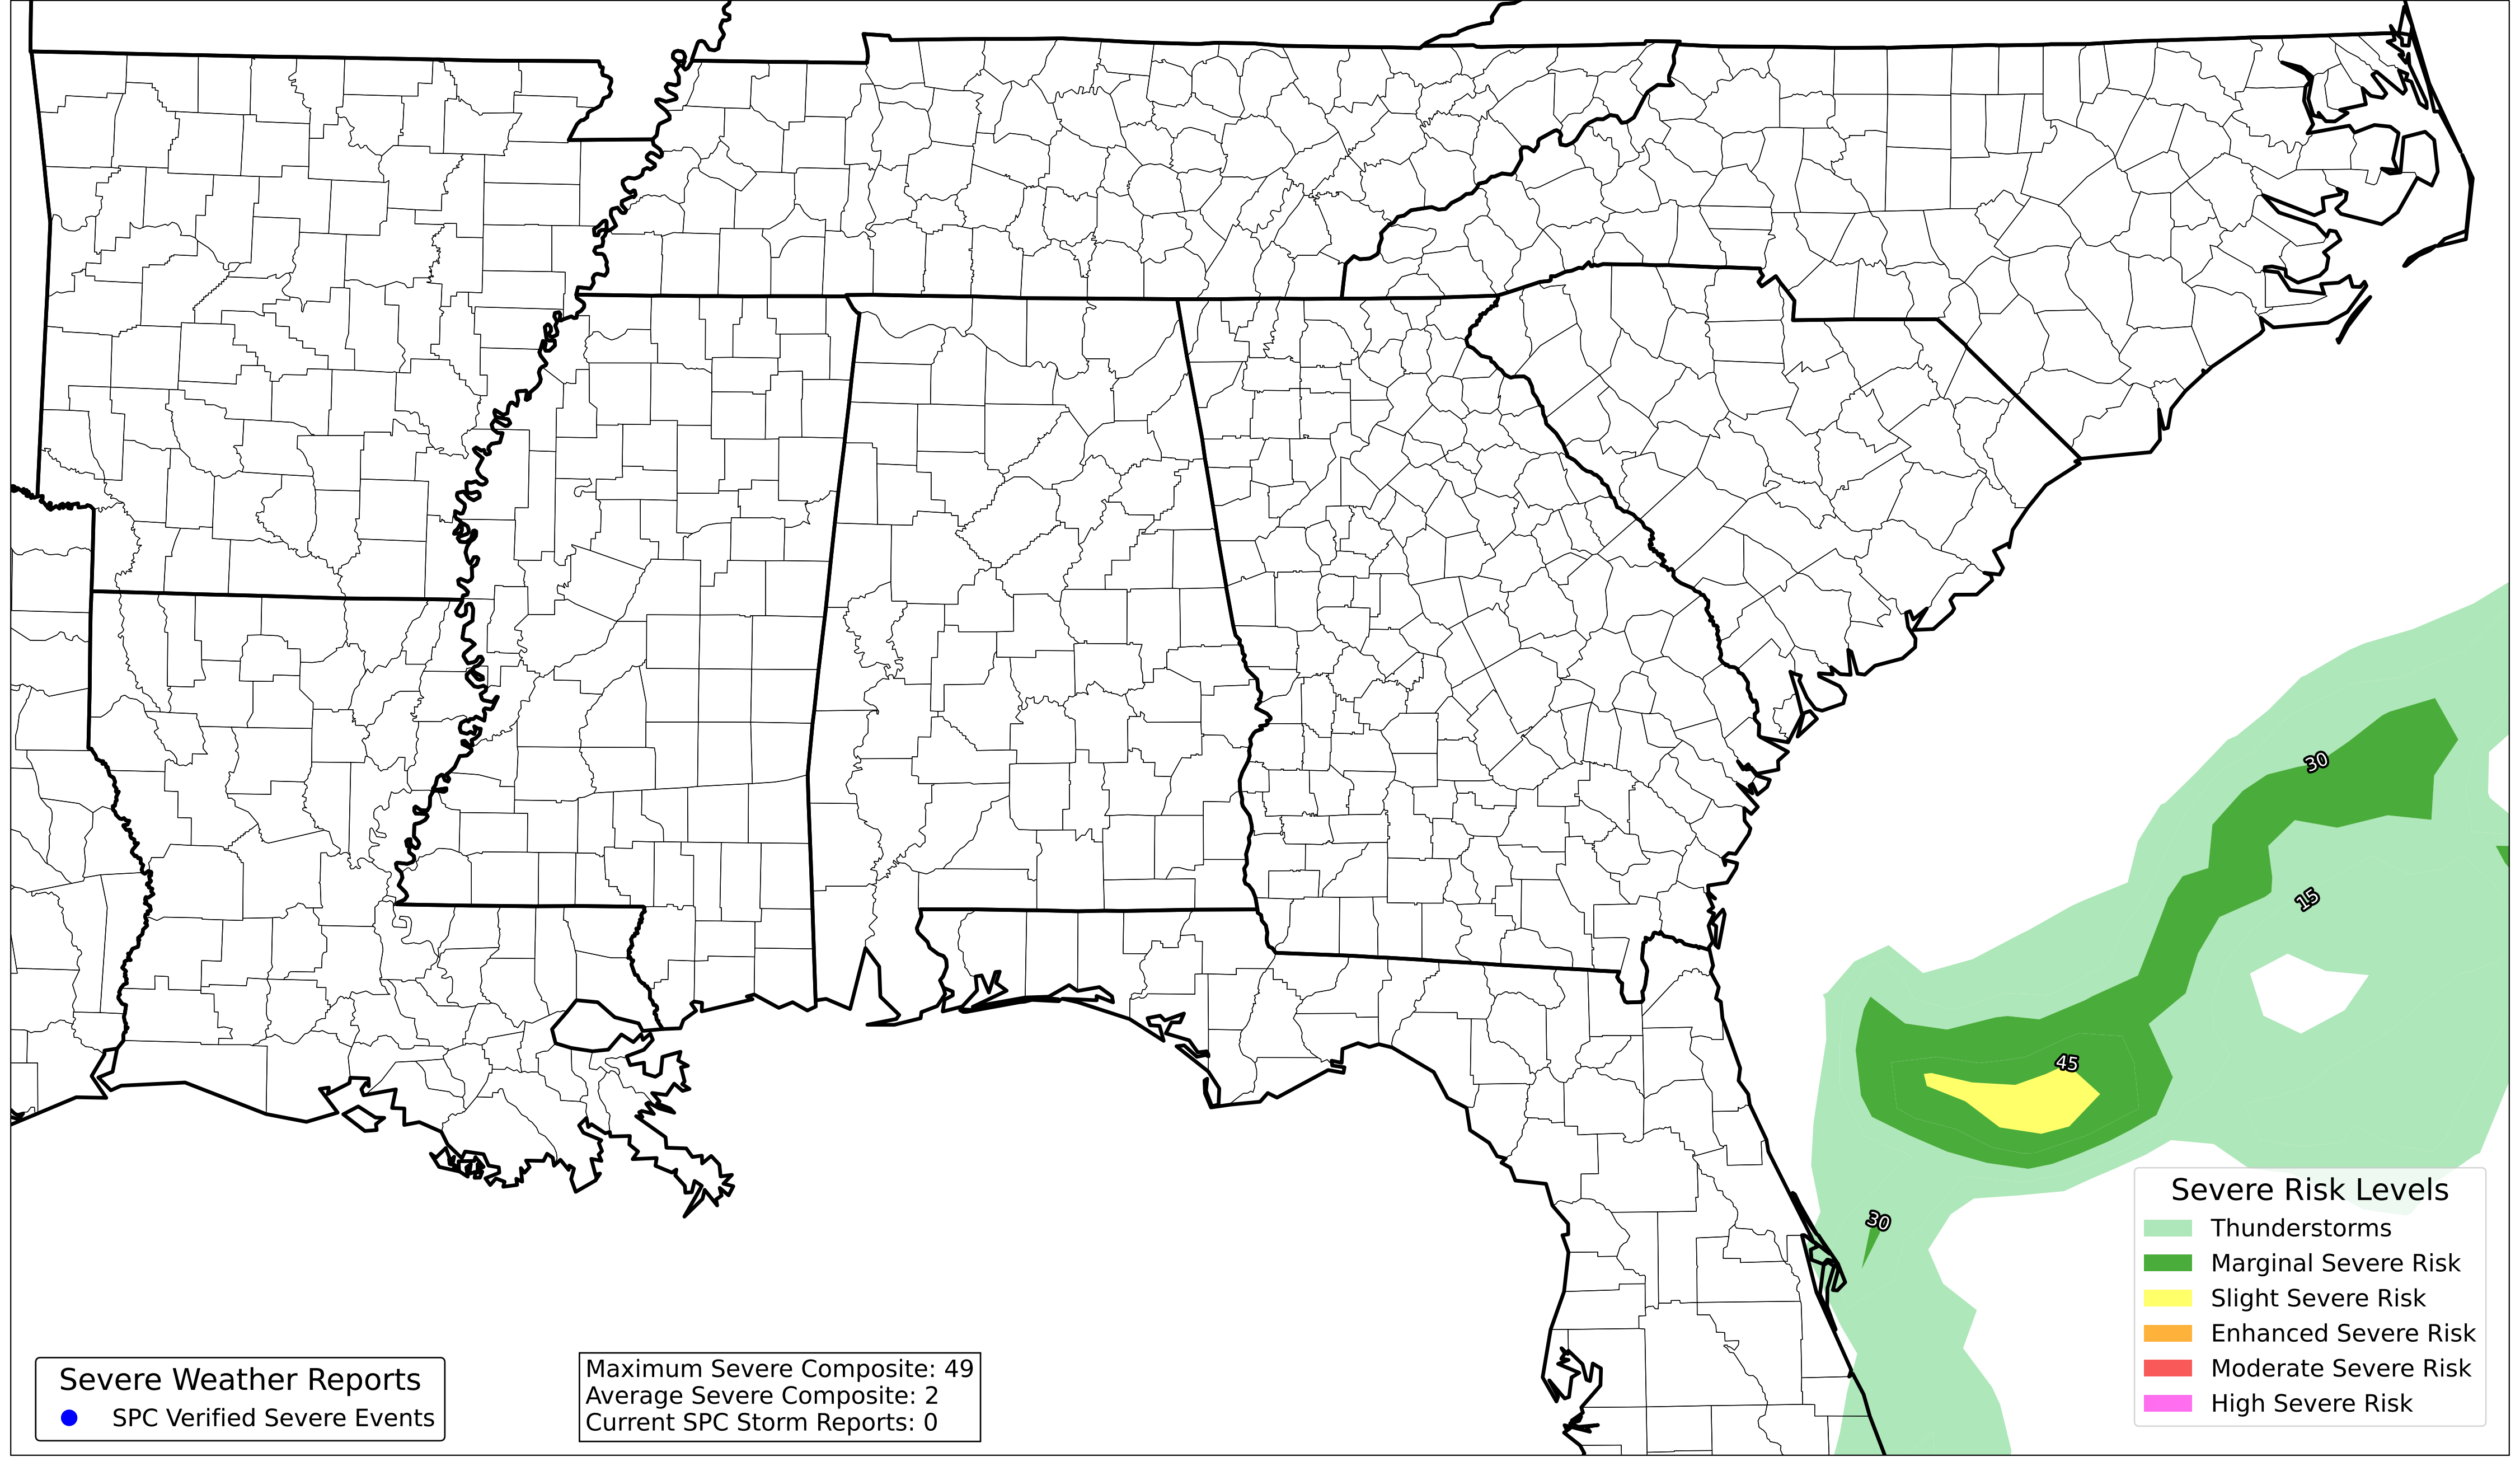 30
15
45
30
Severe Risk Levels
Thunderstorms
Marginal Severe Risk
Slight Severe Risk
Enhanced Severe Risk
Moderate Severe Risk
High Severe Risk
Severe Weather Reports
SPC Verified Severe Events
Maximum Severe Composite: 49
Average Severe Composite: 2
Current SPC Storm Reports: 0